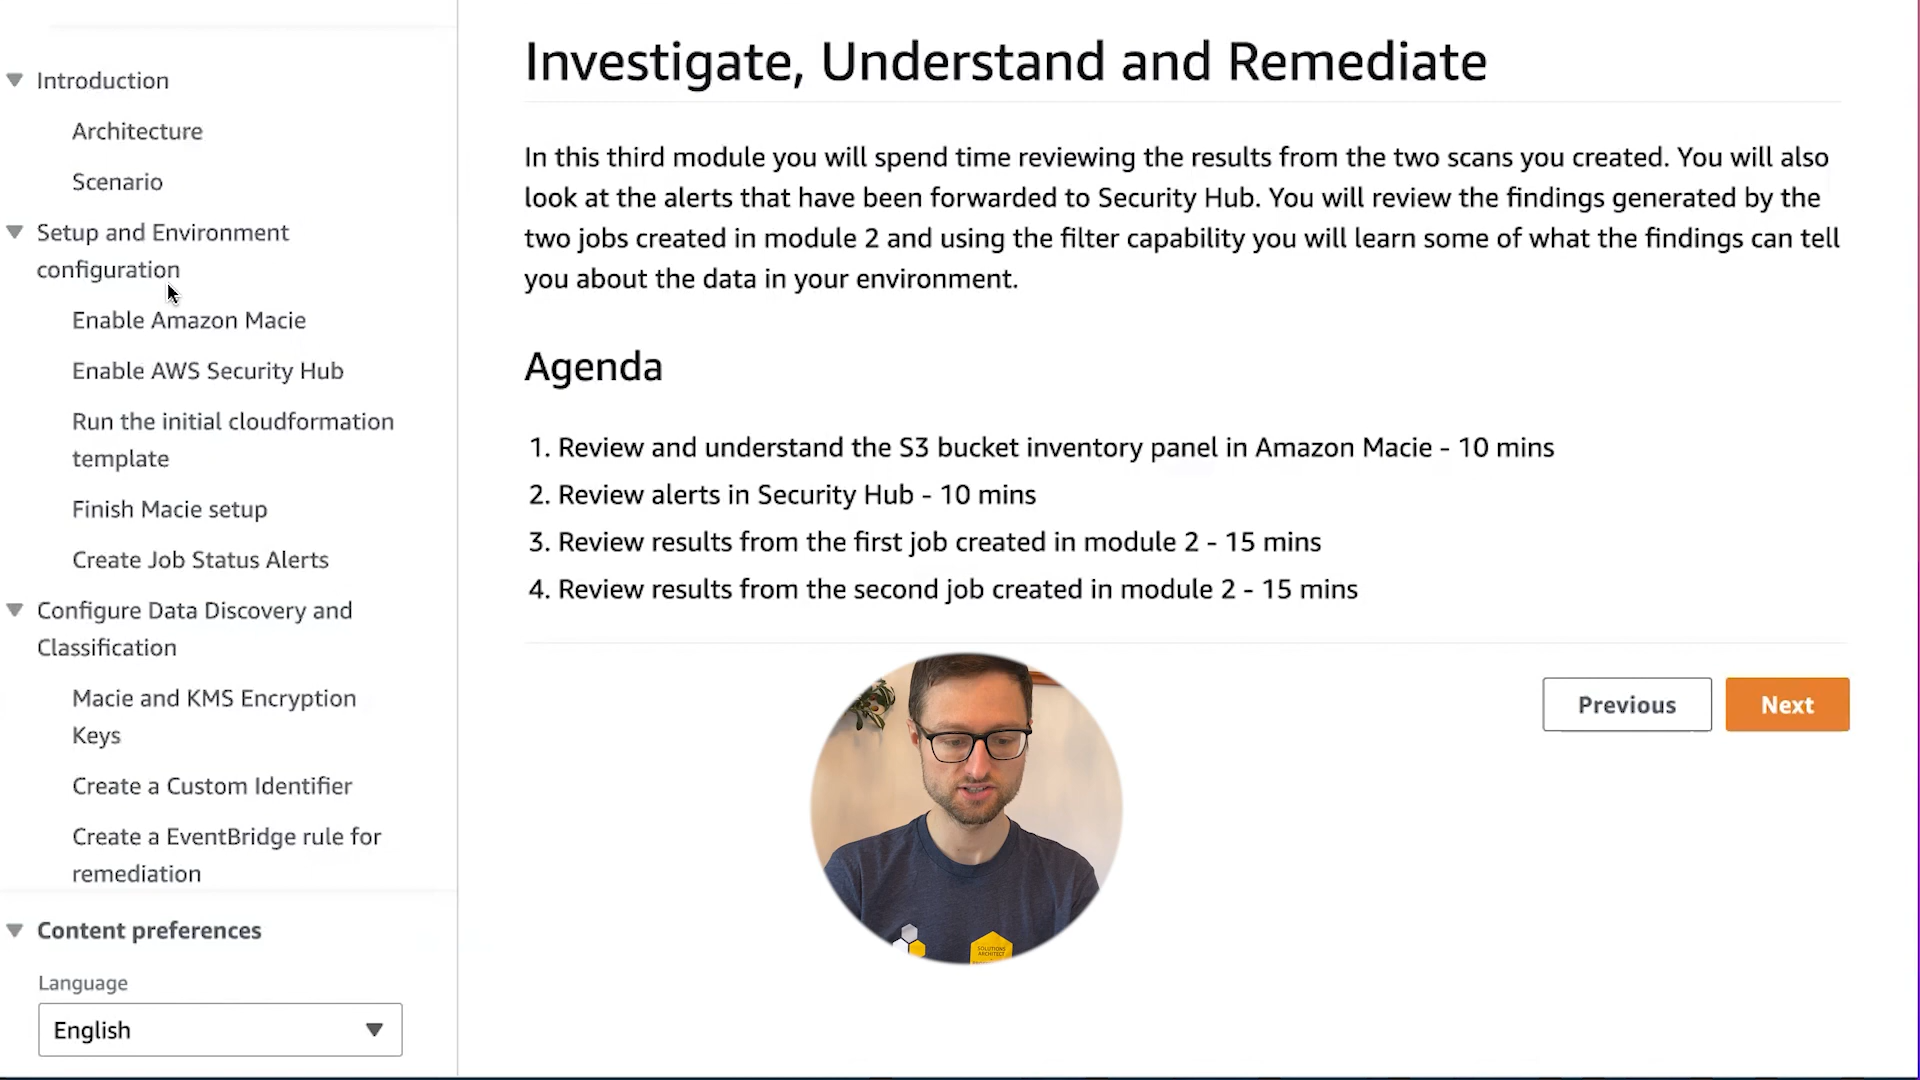 Introduction
Architecture
Scenario
Setup and Environment
configuration
Enable Amazon Macie
Enable AWS Security Hub
Run the initial cloudformation
template
Finish Macie setup
Create Job Status Alerts
Configure Data Discovery and
Classification
Macie and KMS Encryption
Keys
Create a Custom Identifier
Create a EventBridge rule for
remediation
Content preferences
Language
English
Investigate, Understand and Remediate
In this third module you will spend time reviewing the results from the two scans you created. You will also
look at the alerts that have been forwarded to Security Hub. You will review the findings generated by the
two jobs created in module 2 and using the filter capability you will learn some of what the findings can tell
you about the data in your environment.
Agenda
1. Review and understand the S3 bucket inventory panel in Amazon Macie - 10 mins
2. Review alerts in Security Hub - 10 mins
3. Review results from the first job created in module 2 - 15 mins
4. Review results from the second job created in module 2 - 15 mins
Previous
Next
SOLUTIONS
ARCHITECT